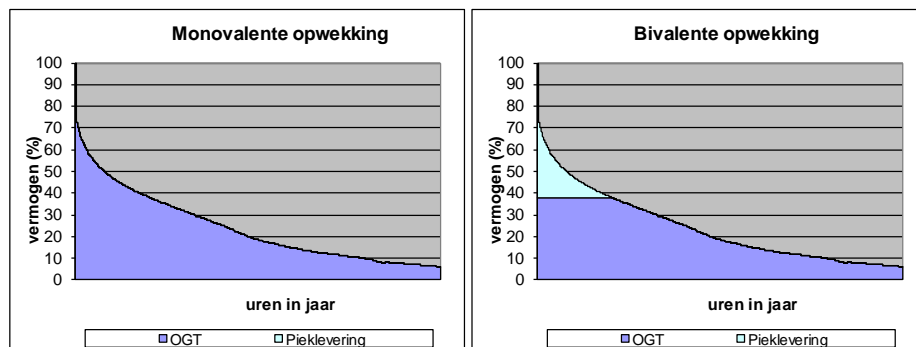 Monovalente opwekking
100
90
80
70
60
50
40
30
20
10
0
vermogen (%)
uren in jaar
OGT Pieklevering
Bivalente opwekking
100
90
80
70
60
50
40
30
20
10
0
vermogen (%)
uren in jaar
OGT Pieklevering